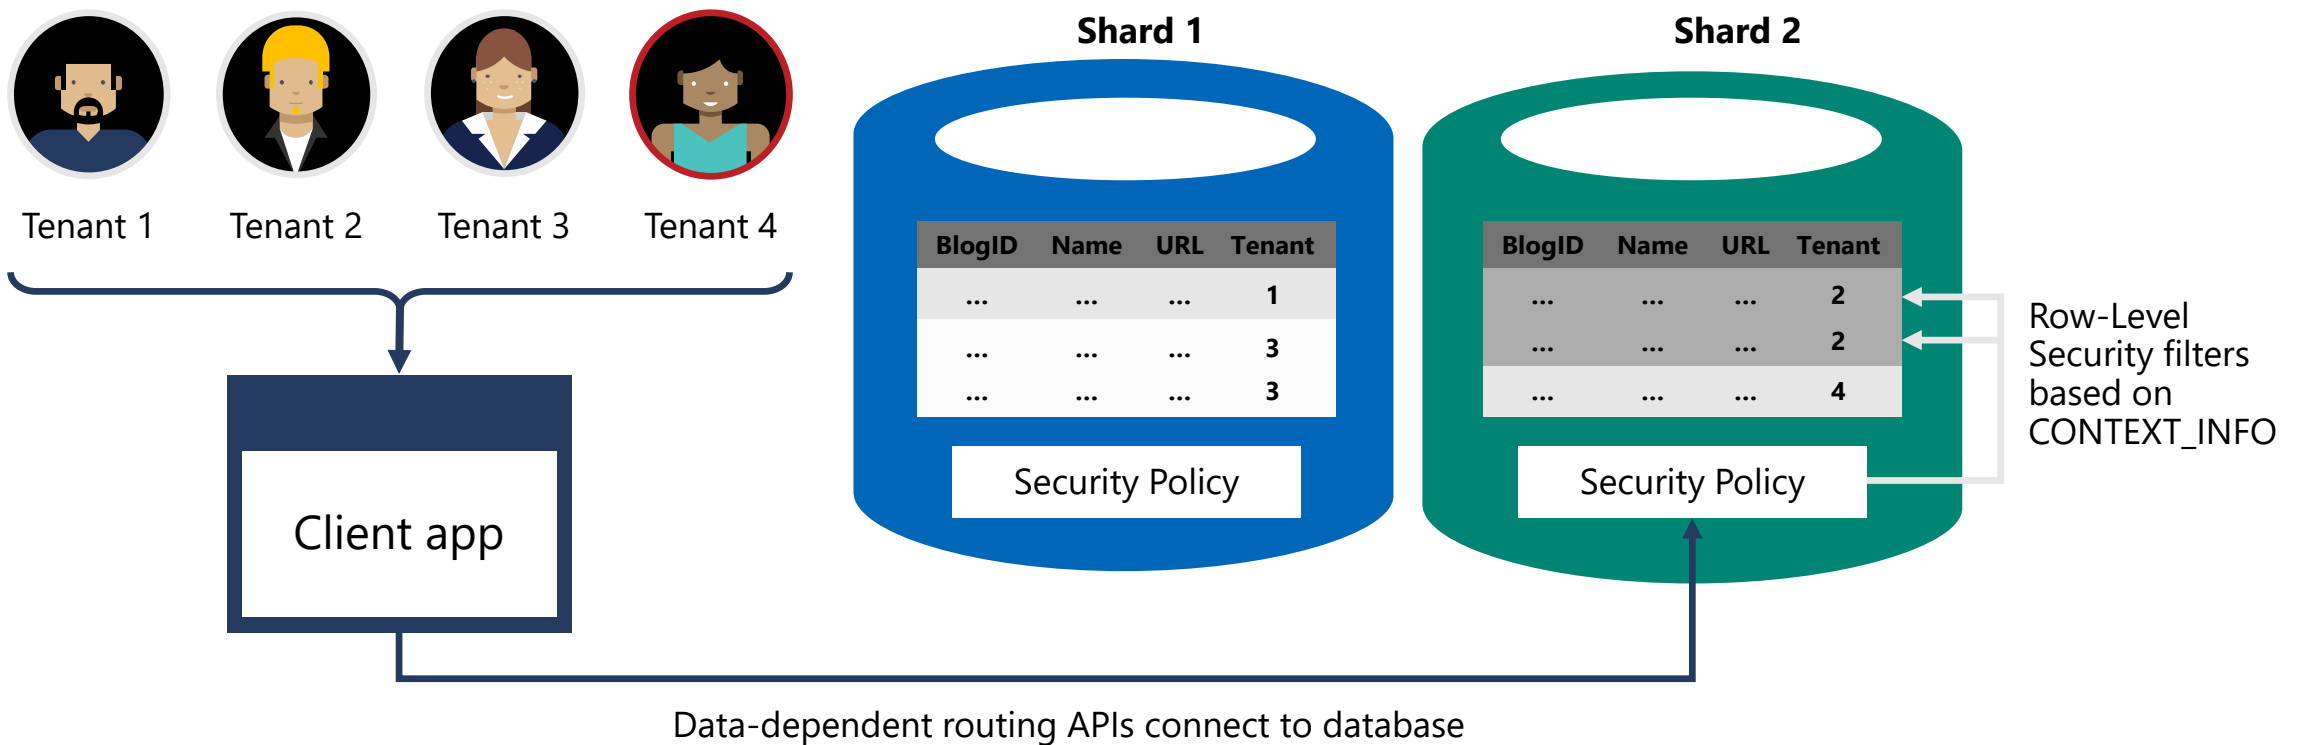 Tenant 1
Tenant 2
Tenant 3
Tenant 4
Client app
Shard 1
BlogID Name URL Tenant
... ... ... 1
... ... ... 3
... ... ... 3
Security Policy
Shard 2
BlogID Name URL Tenant
... ... ... 2
... ... ... 2
... ... ... 4
Security Policy
Row-Level
Security filters
based on
CONTEXT_INFO
Data-dependent routing APIs connect to database